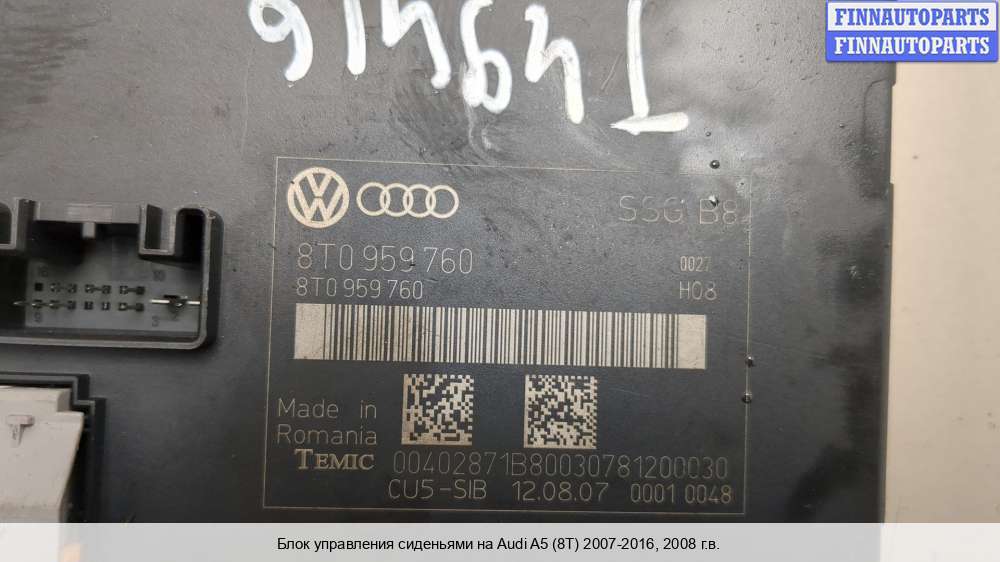 FINNAUTOPARTS
FINNAUTOPARTS
SSG B8
8T0 959 760
0027
8T0 959 760
H08
Made in
Romania
TEMIC 00402871B80030781200030
CU5-SIB 12.08.07 0001 0048
Блок управления сиденьями на Audi A5 (8T) 2007-2016, 2008 г.в.